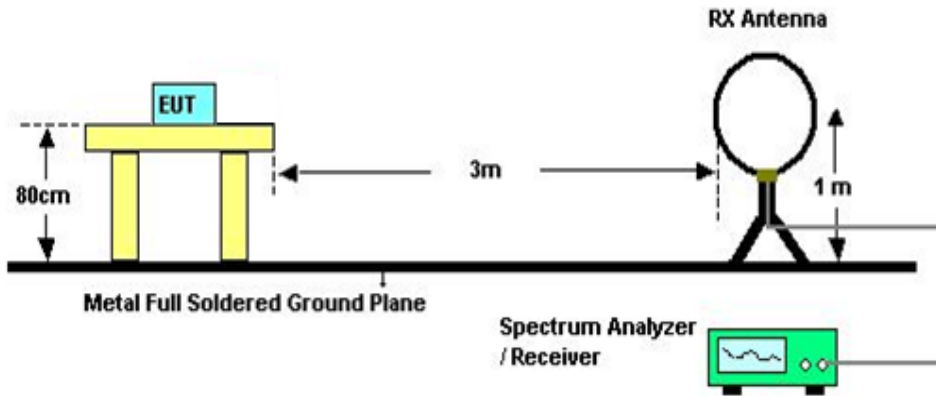 RX Antenna
EUT
80cm
3m
1 m
Metal Full Soldered Ground Plane
Spectrum Analyzer
/ Receiver